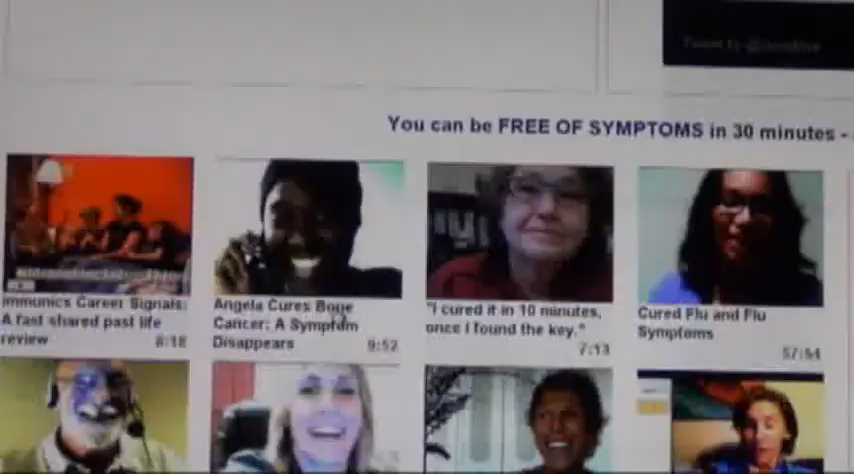 You can be FREE OF SYMPTOMS in 30 minutes -
immunics Career Signals:
A fast shared past life
review 8:18
Angela Cures Bone
Cancer: A Symptom
Disappears 9:52
"I cured it in 10 minutes,
once I found the key."
7:13
Cured Flu and Flu
Symptoms
57:54